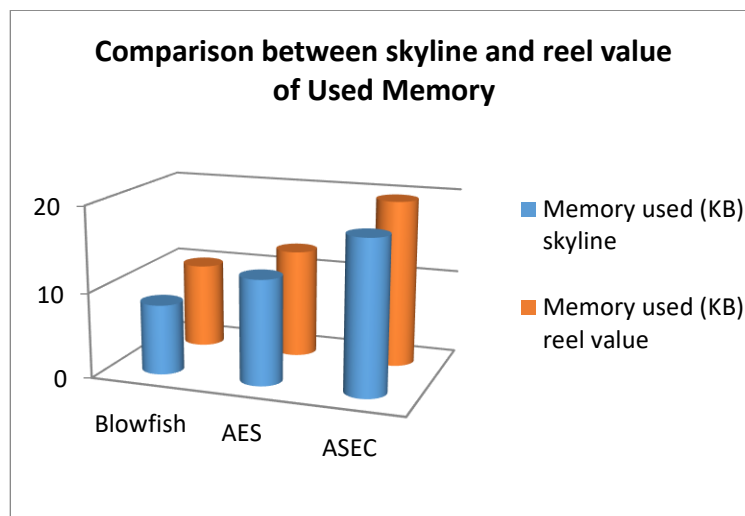 Comparison between skyline and reel value
of Used Memory
20
10
0
Blowfish
AES
ASEC
Memory used (KB)
skyline
Memory used (KB)
reel value